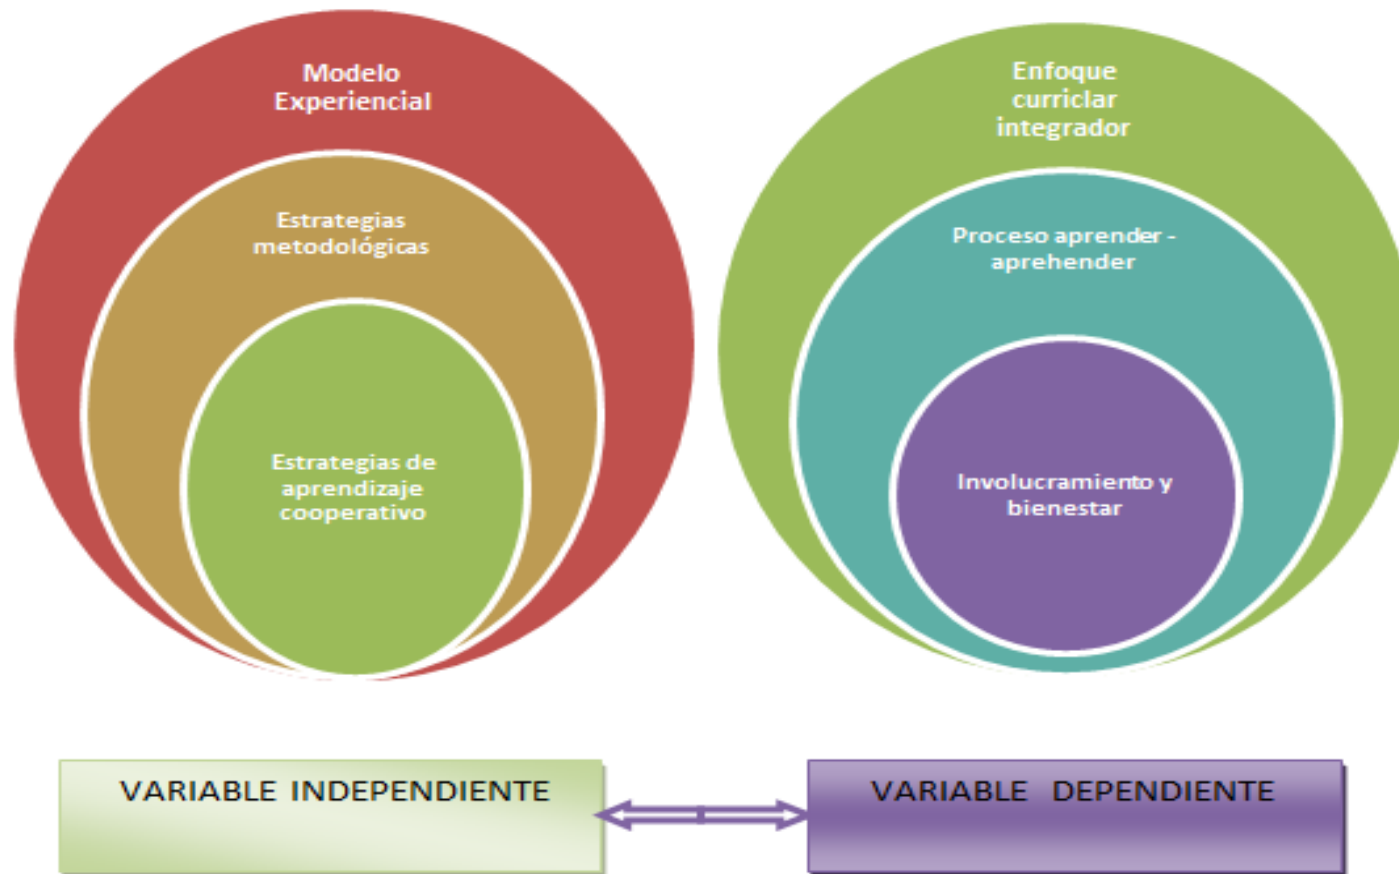 Modelo
Experiencial
Estrategias
metodológicas
Estrategias de
aprendizaje
cooperativo
Enfoque
curriclar
integrador
Proceso aprender -
aprehender
Involucramiento y
bienestar
VARIABLE INDEPENDIENTE
VARIABLE DEPENDIENTE